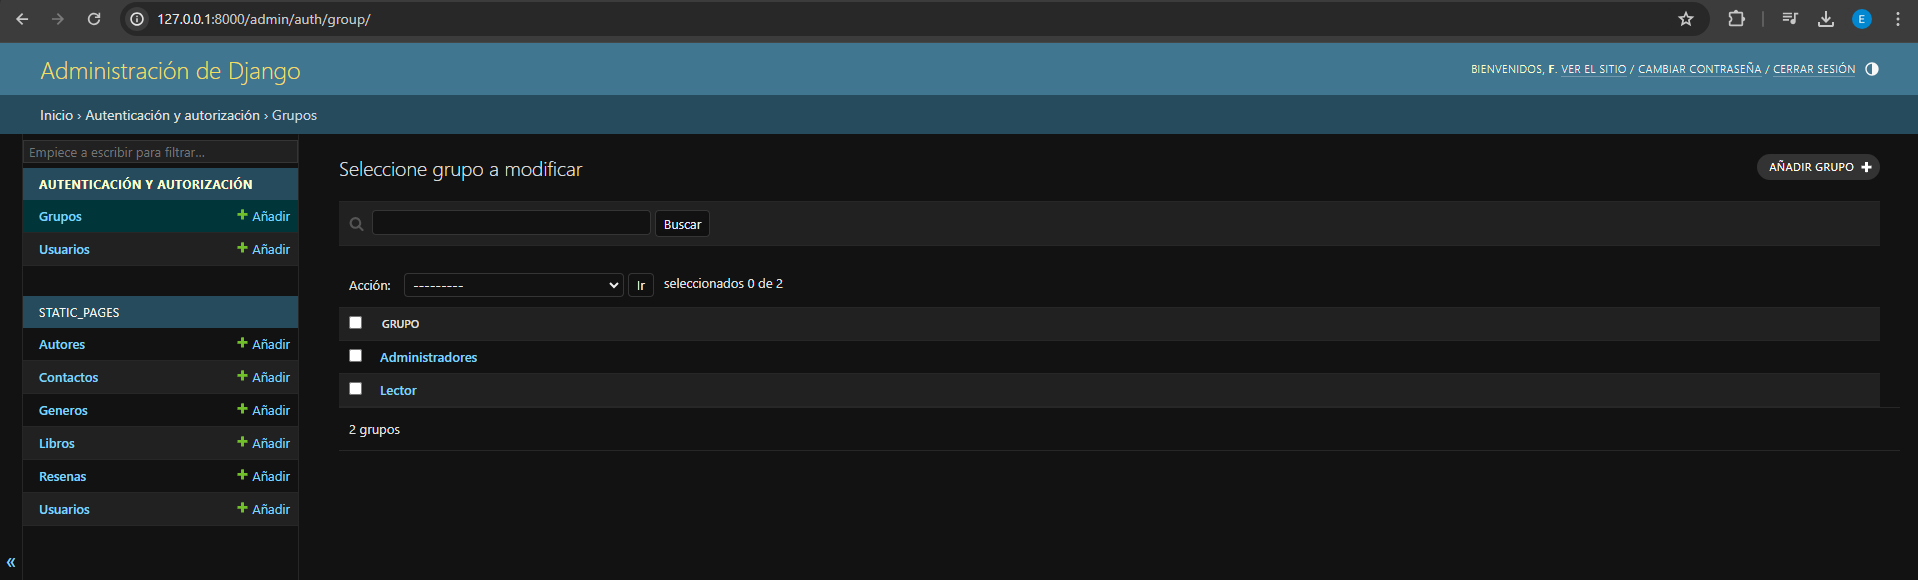 127.0.0.1:8000/admin/auth/group/
E
Administración de Django
BIENVENIDOS, F. VER EL SITIO / CAMBIAR CONTRASEÑA / CERRAR SESIÓN
Inicio › Autenticación y autorización › Grupos
Empiece a escribir para filtrar...
AUTENTICACIÓN Y AUTORIZACIÓN
Grupos + Añadir
Usuarios + Añadir
STATIC_PAGES
Autores + Añadir
Contactos + Añadir
Generos + Añadir
Libros + Añadir
Resenas + Añadir
Usuarios + Añadir
«
Seleccione grupo a modificar
AÑADIR GRUPO +
Buscar
Acción: --------- Ir seleccionados 0 de 2
GRUPO
Administradores
Lector
2 grupos